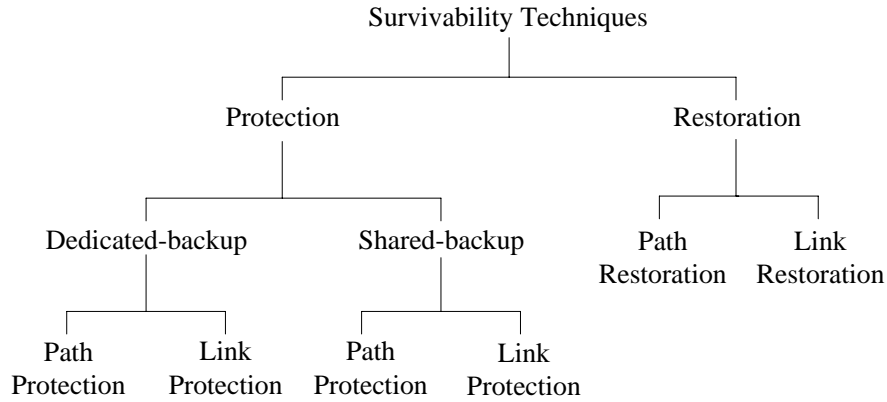 Survivability Techniques
Protection
Restoration
Dedicated-backup
Shared-backup
Path
Restoration
Link
Restoration
Path
Protection
Link
Protection
Path
Protection
Link
Protection